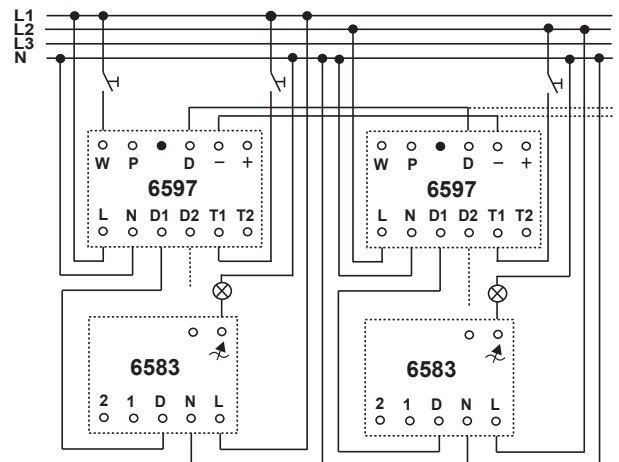 L1
L2
L3
N
W P D − + W P D − +
6597 6597
L N D1 D2 T1 T2 L N D1 D2 T1 T2
6583 6583
2 1 D N L 2 1 D N L